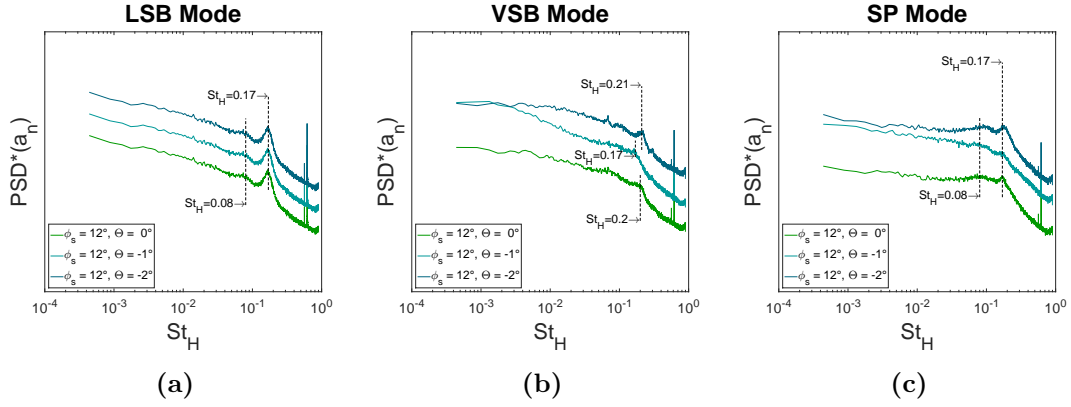 LSB Mode
PSD*(a_n)
St_H=0.17→
St_H=0.08→
ϕ_s = 12°, Θ = 0°
ϕ_s = 12°, Θ = -1°
ϕ_s = 12°, Θ = -2°
10^-4 10^-3 10^-2 10^-1 10^0
St_H
(a)
VSB Mode
PSD*(a_n)
St_H=0.21→
St_H=0.17→
St_H=0.2→
ϕ_s = 12°, Θ = 0°
ϕ_s = 12°, Θ = -1°
ϕ_s = 12°, Θ = -2°
10^-4 10^-3 10^-2 10^-1 10^0
St_H
(b)
SP Mode
PSD*(a_n)
St_H=0.17→
St_H=0.08→
ϕ_s = 12°, Θ = 0°
ϕ_s = 12°, Θ = -1°
ϕ_s = 12°, Θ = -2°
10^-4 10^-3 10^-2 10^-1 10^0
St_H
(c)